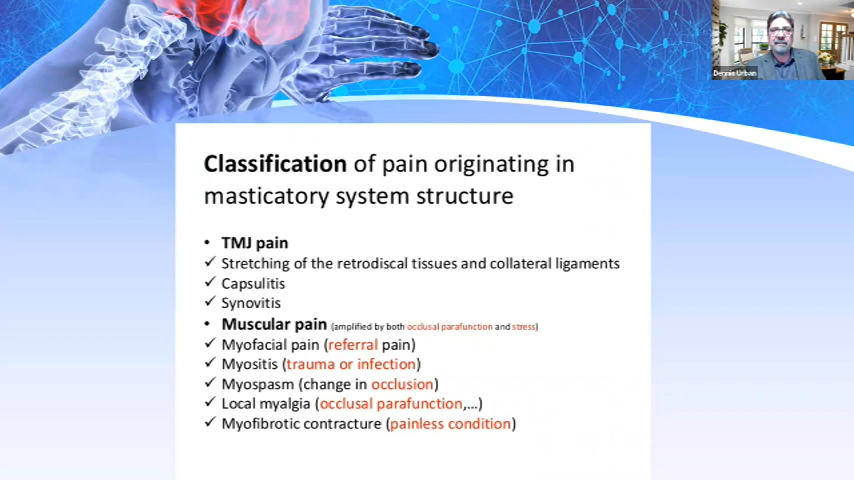 Dennis Urban
Classification of pain originating in
masticatory system structure
• TMJ pain
✓ Stretching of the retrodiscal tissues and collateral ligaments
✓ Capsulitis
✓ Synovitis
• Muscular pain (amplified by both occlusal parafunction and stress)
✓ Myofacial pain (referral pain)
✓ Myositis (trauma or infection)
✓ Myospasm (change in occlusion)
✓ Local myalgia (occlusal parafunction,...)
✓ Myofibrotic contracture (painless condition)